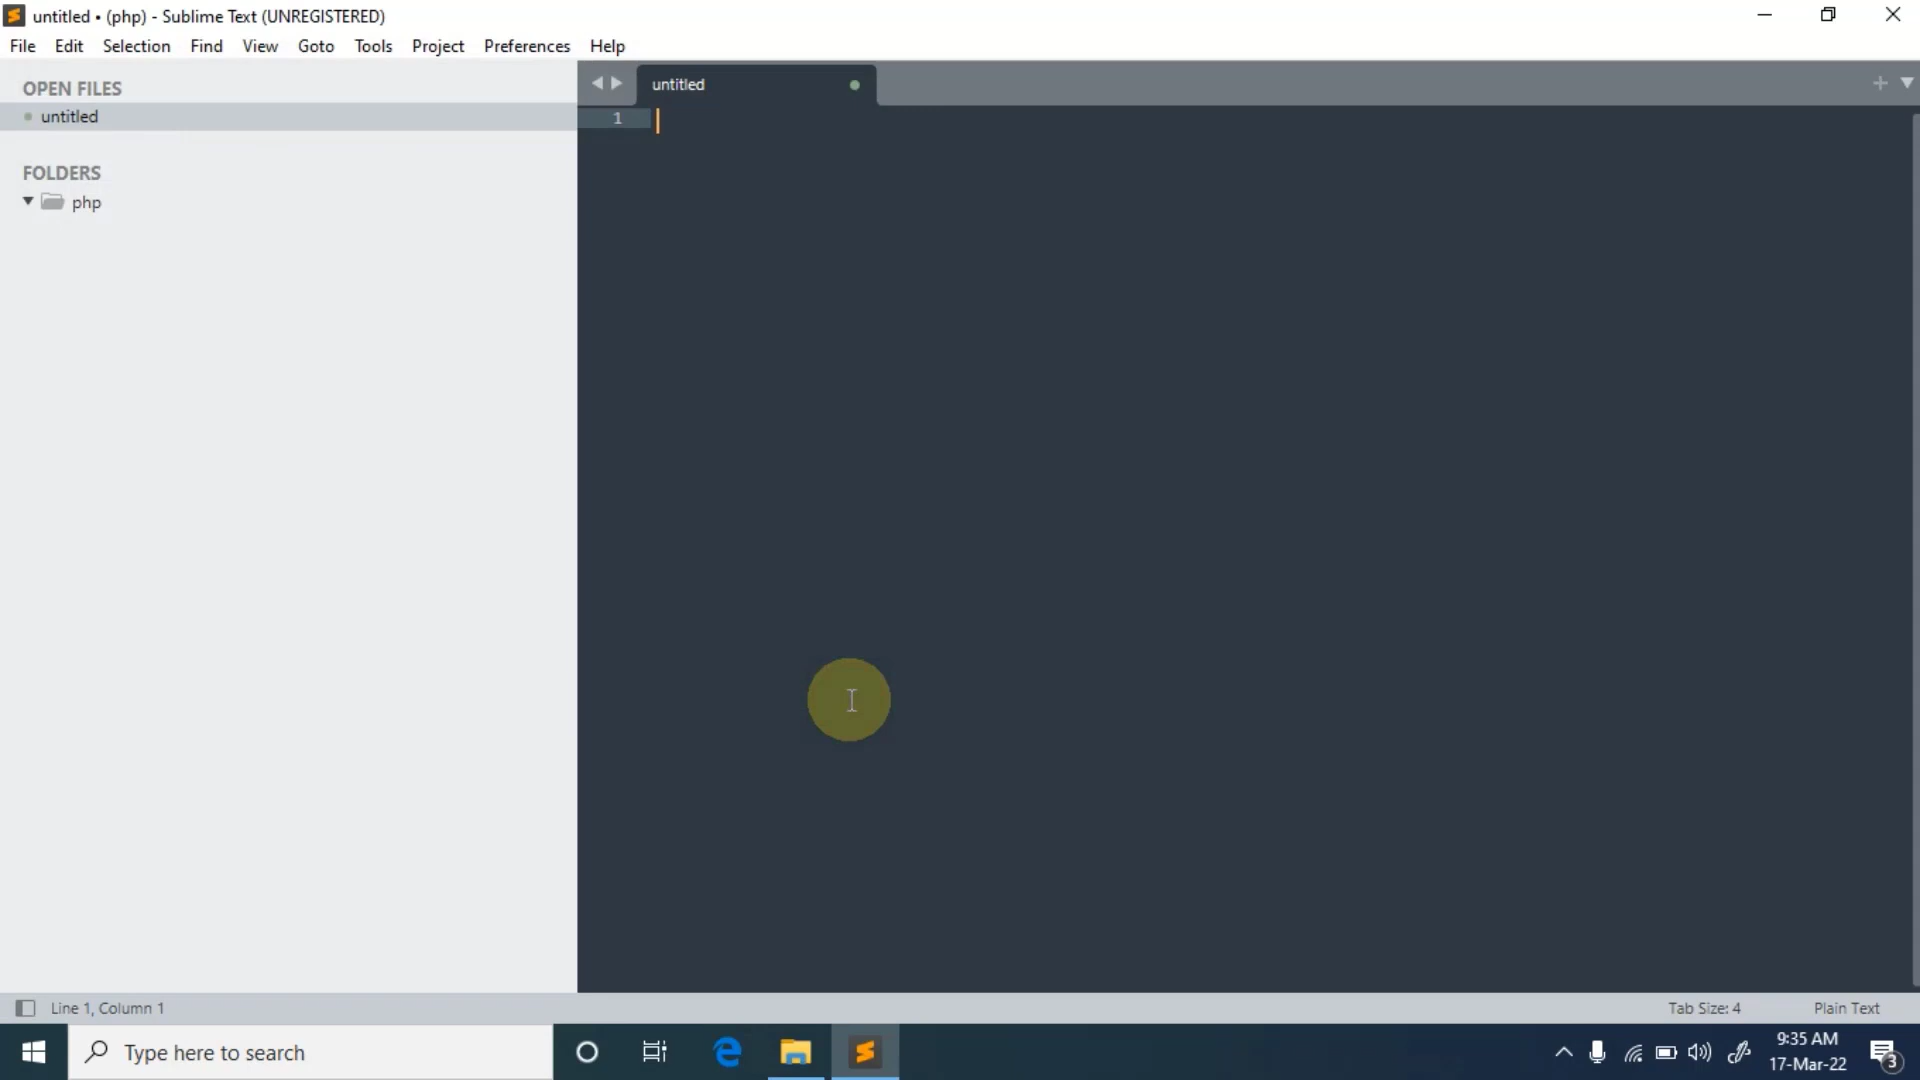 untitled • (php) - Sublime Text (UNREGISTERED)
File Edit Selection Find View Goto Tools Project Preferences Help
OPEN FILES
untitled
FOLDERS
php
untitled
1
Line 1, Column 1
Tab Size: 4
Plain Text
Type here to search
9:35 AM
17-Mar-22
3